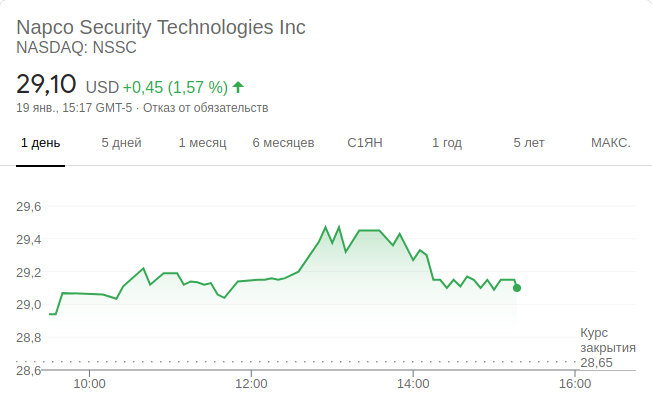 Napco Security Technologies Inc
NASDAQ: NSSC
29,10 USD +0,45 (1,57 %)
19 янв., 15:17 GMT-5 · Отказ от обязательств
1 день 5 дней 1 месяц 6 месяцев С1ЯН 1 год 5 лет МАКС.
29,6
29,4
29,2
29,0
28,8
28,6
Курс
закрытия
28,65
10:00 12:00 14:00 16:00